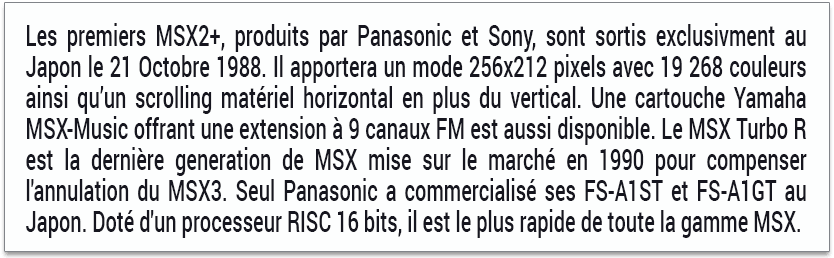 Les premiers MSX2+, produits par Panasonic et Sony, sont sortis exclusivment au
Japon le 21 Octobre 1988. Il apportera un mode 256x212 pixels avec 19 268 couleurs
ainsi qu'un scrolling matériel horizontal en plus du vertical. Une cartouche Yamaha
MSX-Music offrant une extension à 9 canaux FM est aussi disponible. Le MSX Turbo R
est la dernière generation de MSX mise sur le marché en 1990 pour compenser
l'annulation du MSX3. Seul Panasonic a commercialisé ses FS-A1ST et FS-A1GT au
Japon. Doté d'un processeur RISC 16 bits, il est le plus rapide de toute la gamme MSX.